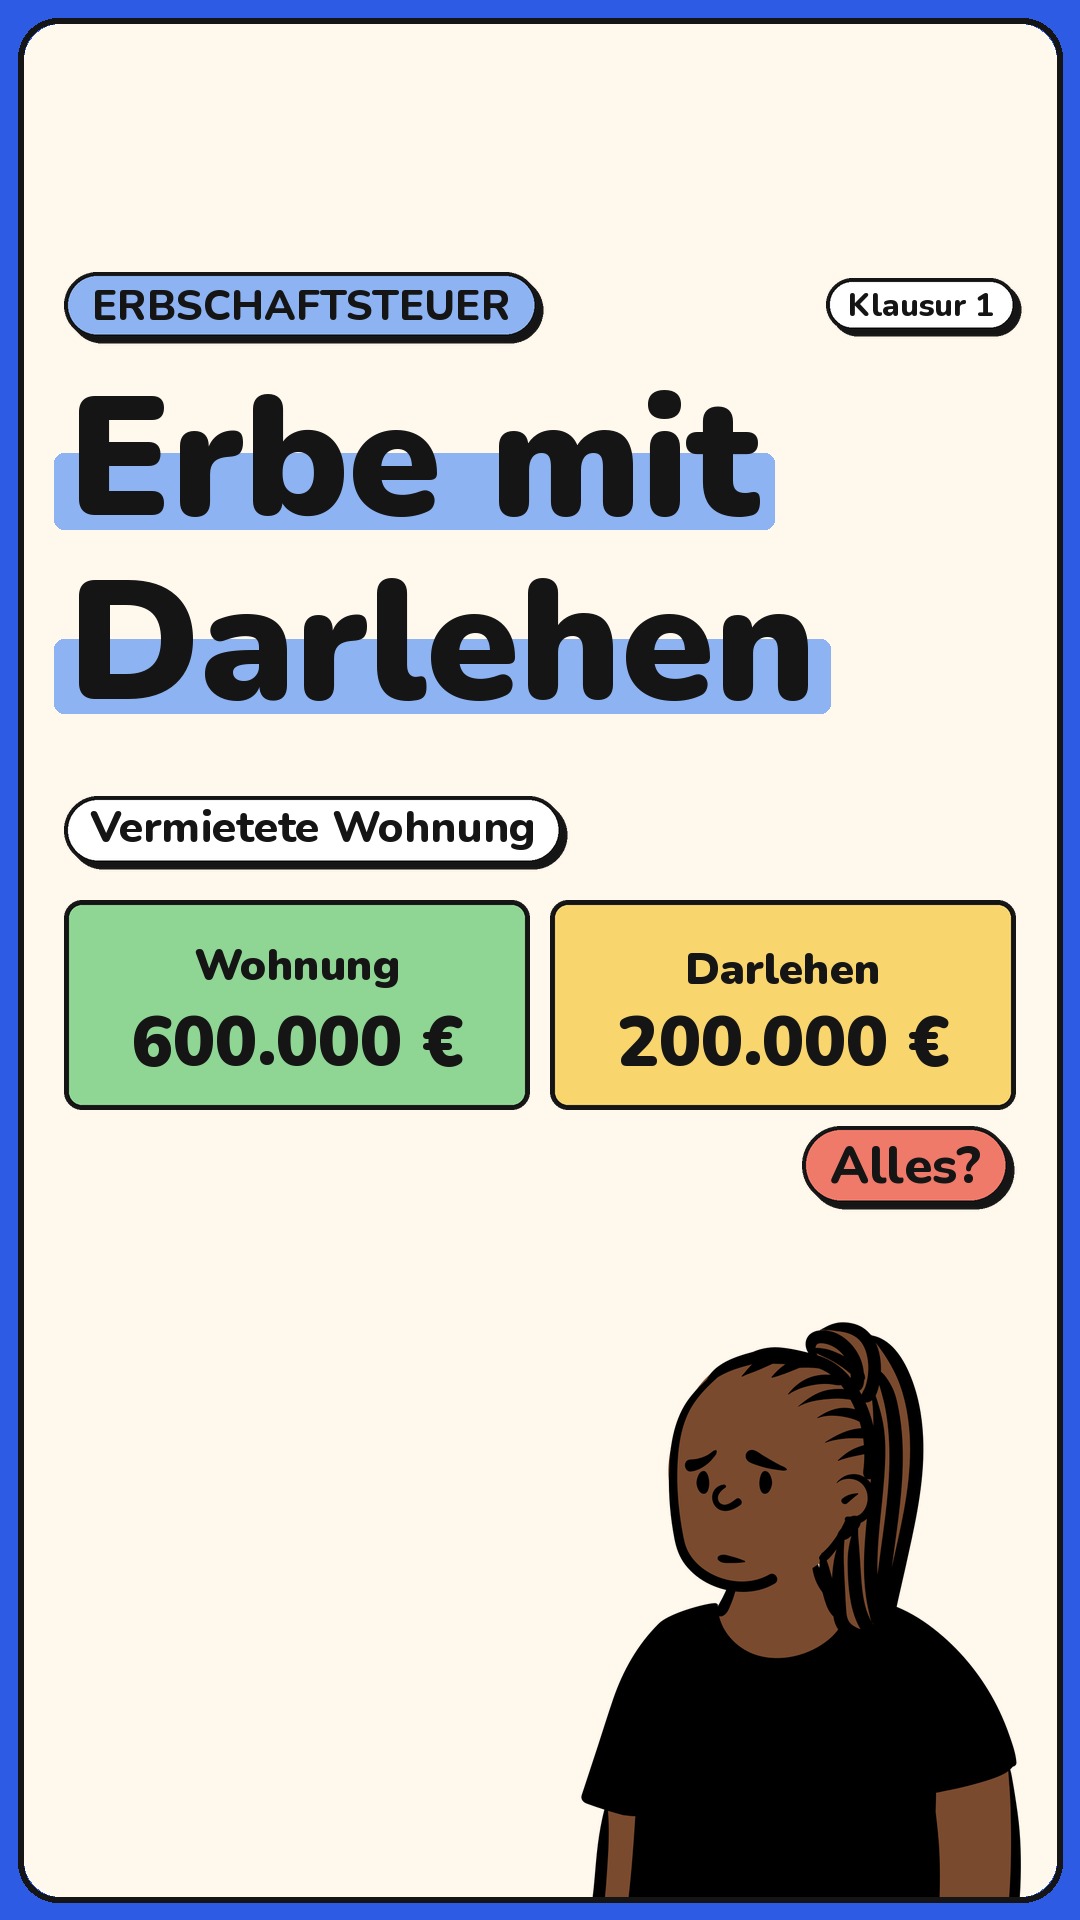 ERBSCHAFTSTEUER
Klausur 1
Erbe mit
Darlehen
Vermietete Wohnung
Wohnung
600.000 €
Darlehen
200.000 €
Alles?